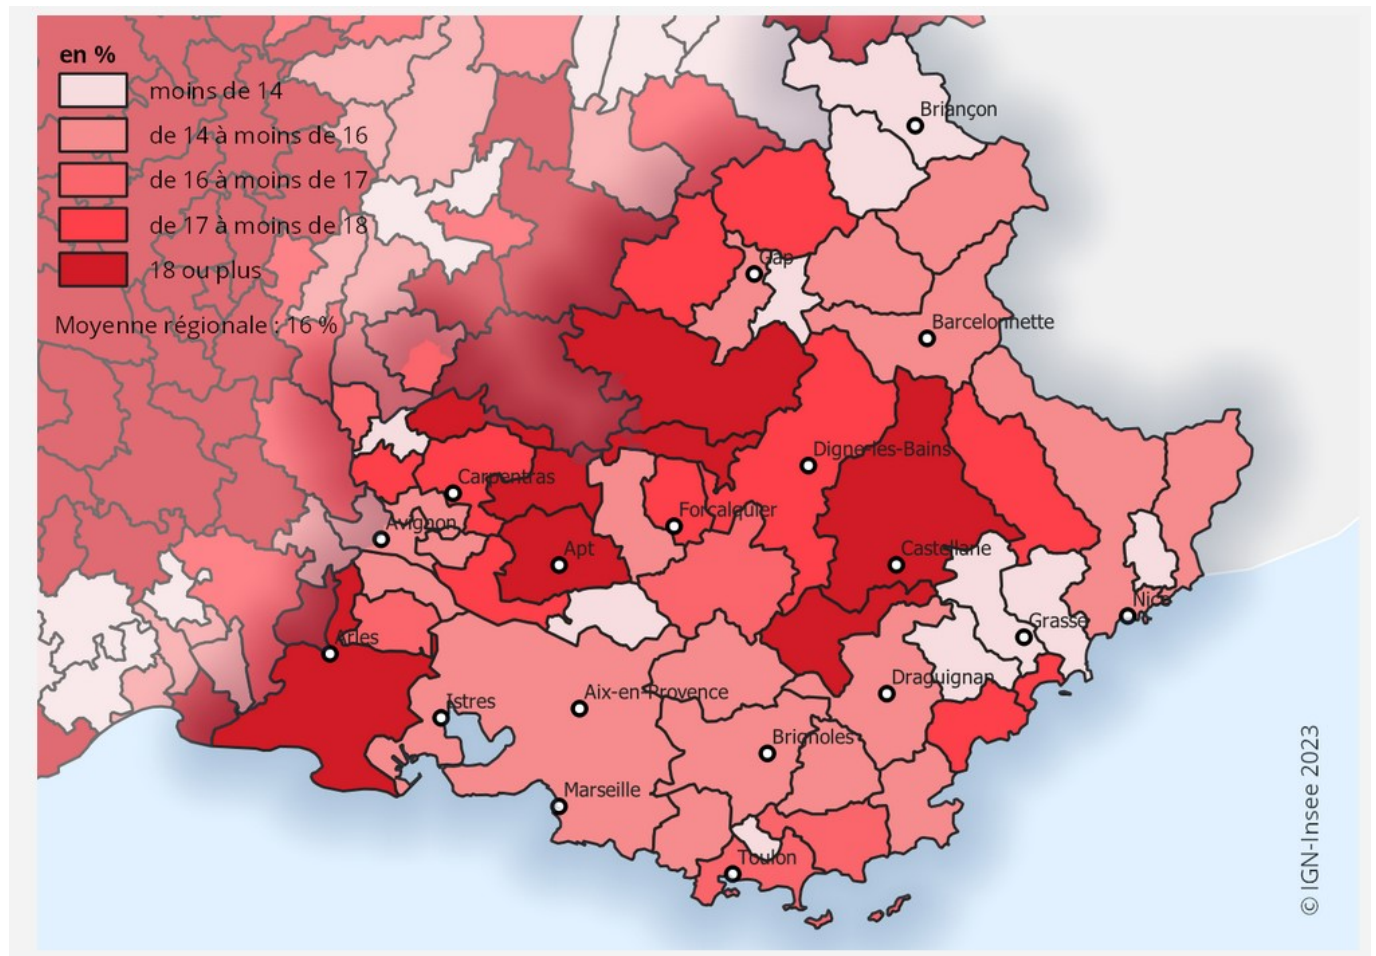 en %
moins de 14
de 14 à moins de 16
de 16 à moins de 17
de 17 à moins de 18
18 ou plus
Moyenne régionale : 16 %
Briançon
Gap
Barcelonnette
Digne-les-Bains
Carpentras
Forcalquier
Avignon
Apt
Castellane
Nice
Grasse
Arles
Draguignan
Aix-en-Provence
Istres
Brignoles
Marseille
Toulon
© IGN-Insee 2023